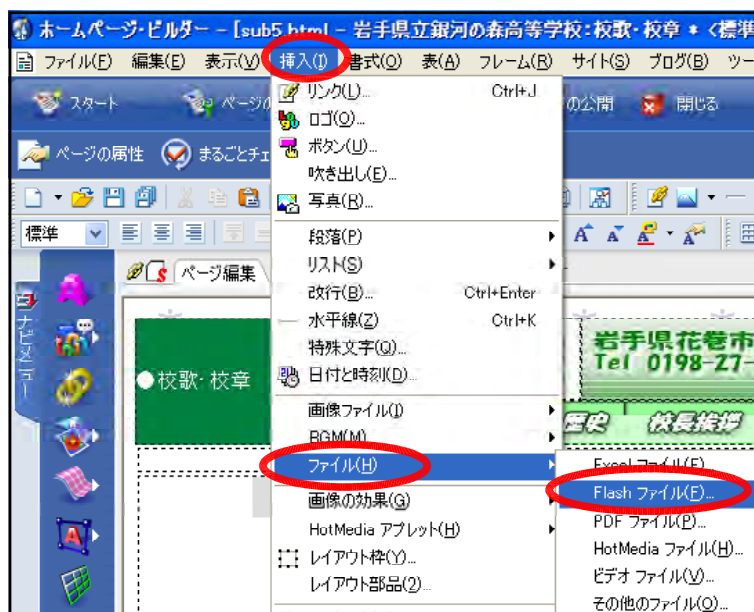 ホームページ・ビルダー - [sub5.html - 岩手県立銀河の森高等学校:校歌・校章 * <標準
ファイル(F) 編集(E) 表示(V) 挿入(I) 書式(O) 表(A) フレーム(R) サイト(S) ブログ(B) ツー
スタート ページの の公開 閉じる
ページの属性 まるごとチェ
標準
ページ編集
ナビメニュー
●校歌・校章
リンク(L)... Ctrl+J
ロゴ(O)...
ボタン(U)...
吹き出し(E)...
写真(R)...
段落(P)
リスト(S)
改行(B)... Ctrl+Enter
水平線(Z) Ctrl+K
特殊文字(Q)...
日付と時刻(D)...
画像ファイル(I)
BGM(M)
ファイル(H)
画像の効果(G)
HotMedia アプレット(H)
レイアウト枠(Y)...
レイアウト部品(2)...
岩手県花巻市
Tel 0198-27-
歴史 校長挨拶
Excel ファイル(E)
Flash ファイル(F)...
PDF ファイル(P)...
HotMedia ファイル(H)...
ビデオ ファイル(V)...
その他のファイル(O)...